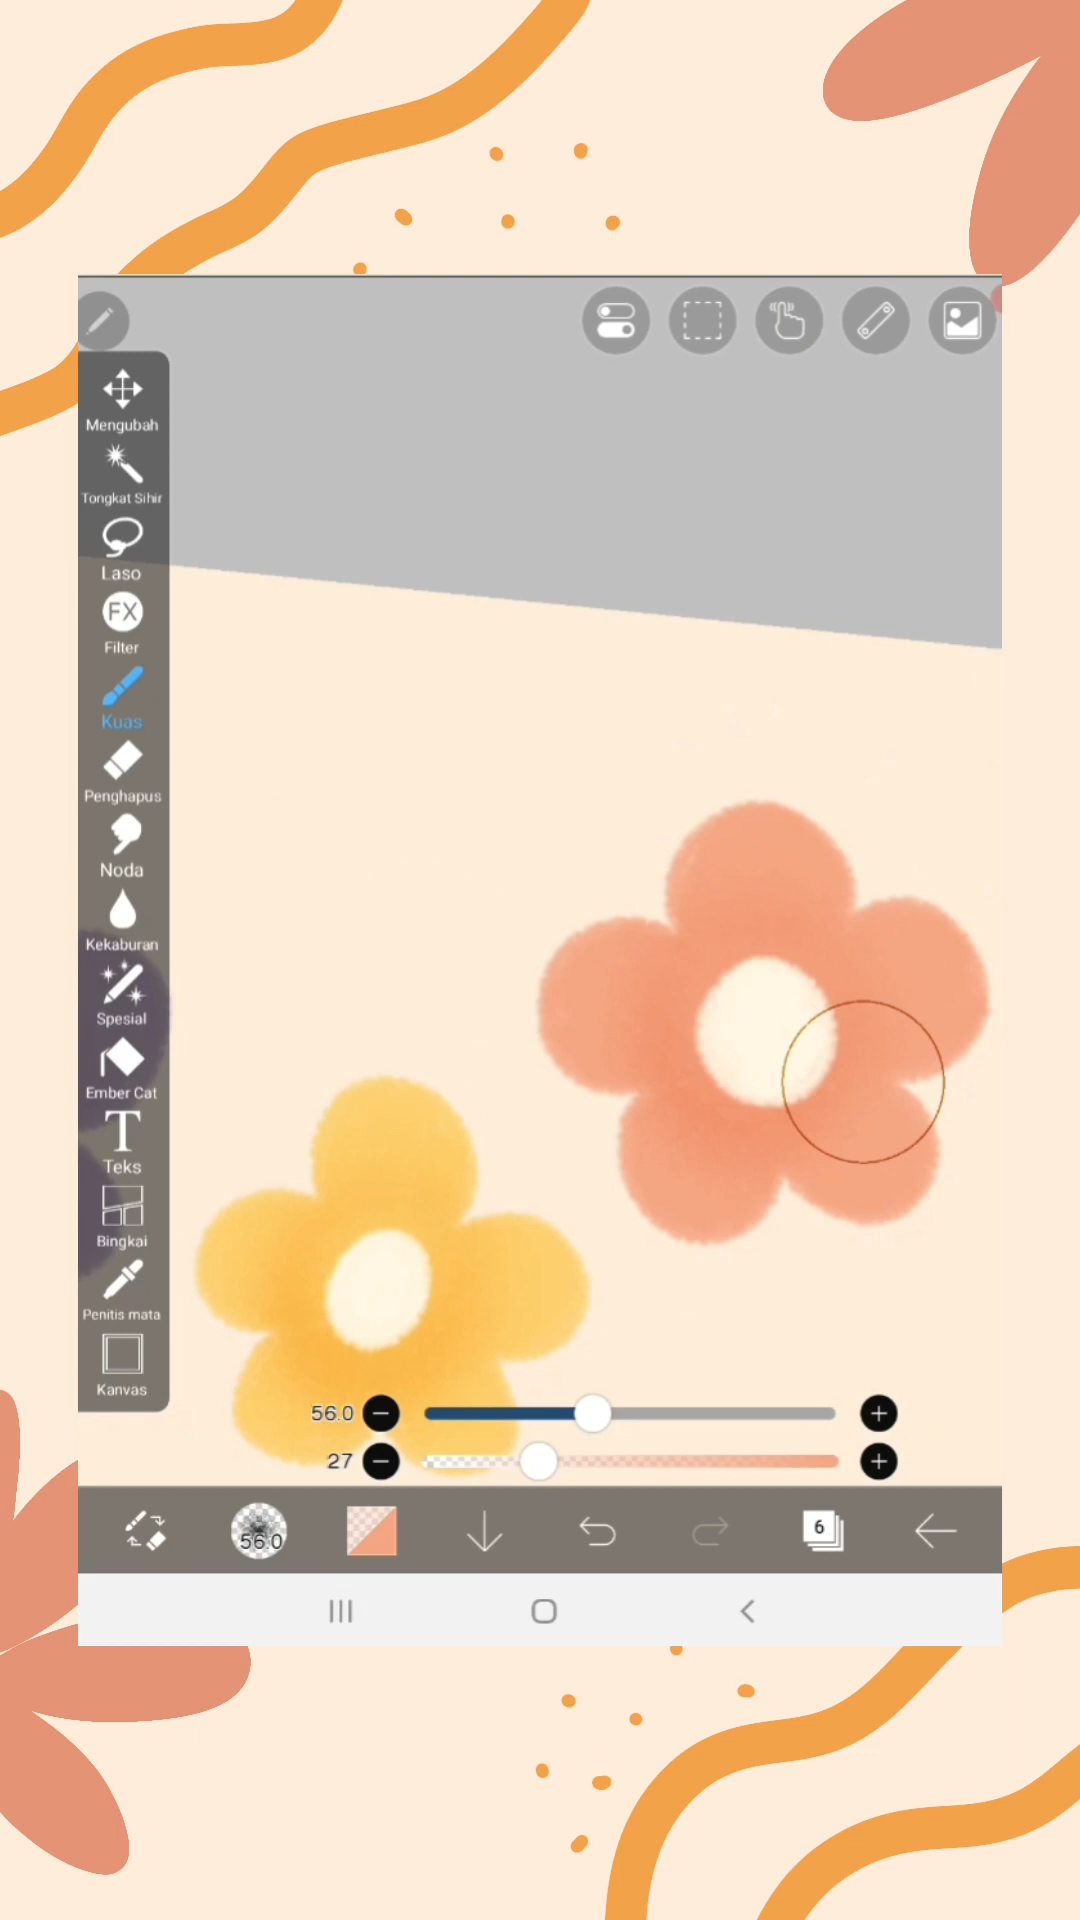 Mengubah
Tongkat Sihir
Laso
FX
Filter
Kuas
Penghapus
Noda
Kekaburan
Spesial
Ember Cat
T
Teks
Bingkai
Penitis mata
Kanvas
56.0
27
56.0
6